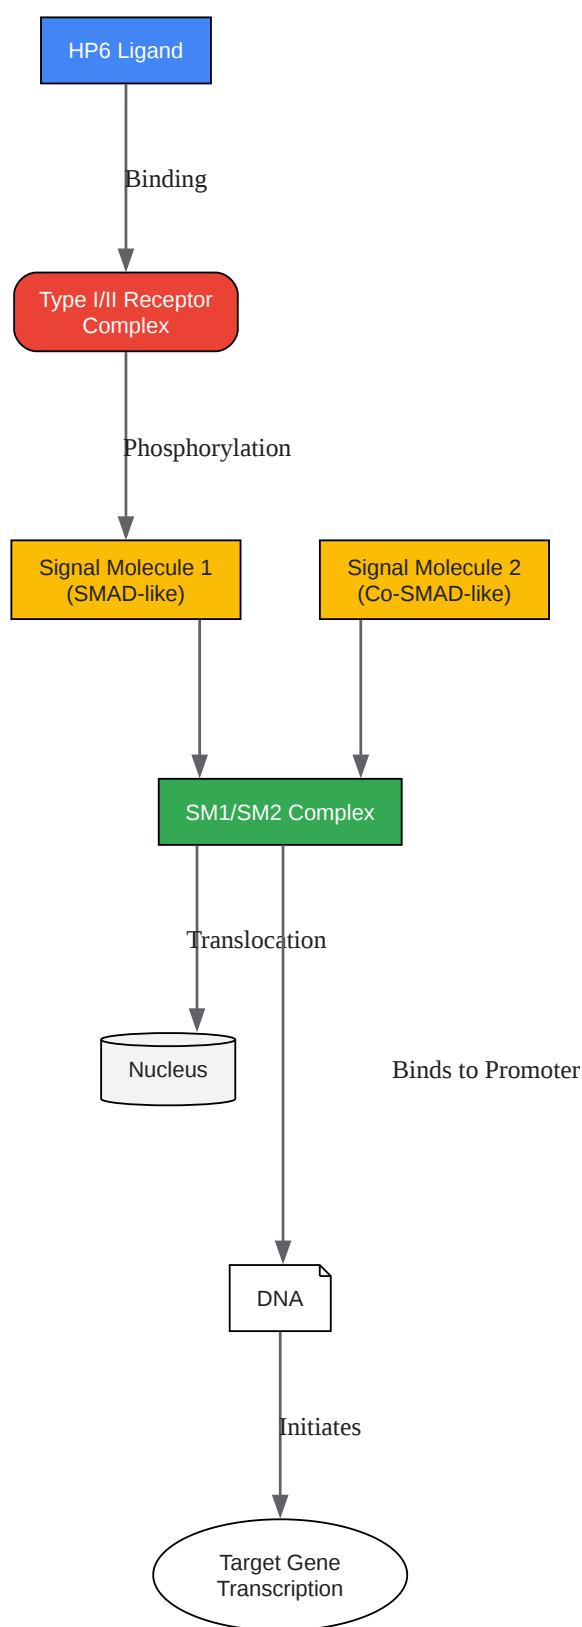 HP6 Ligand
Binding
Type I/II Receptor
Complex
Phosphorylation
Signal Molecule 1
(SMAD-like)
Signal Molecule 2
(Co-SMAD-like)
SM1/SM2 Complex
Translocation
Nucleus
Binds to Promoter
DNA
Initiates
Target Gene
Transcription